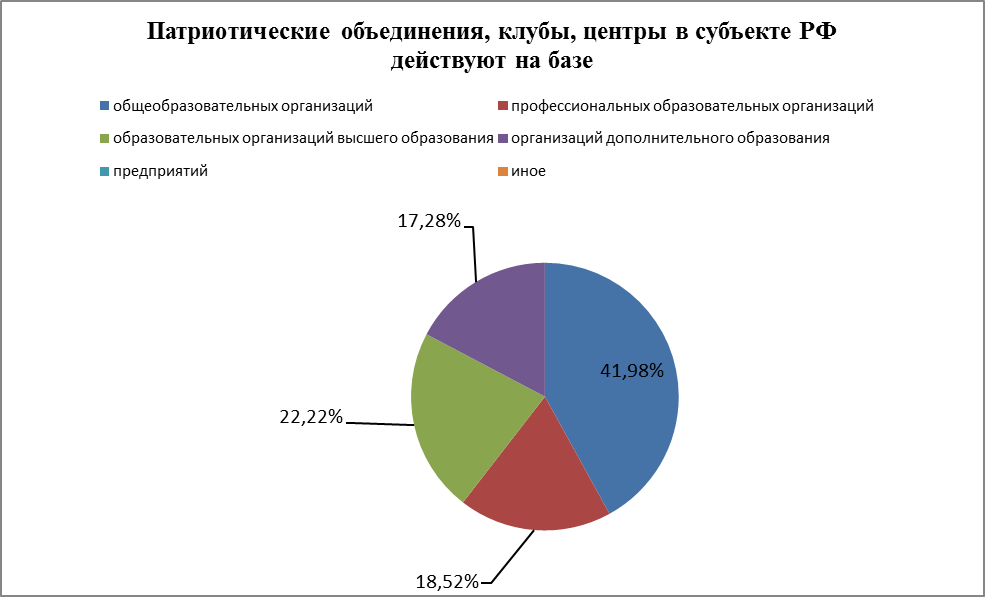 Патриотические объединения, клубы, центры в субъекте РФ
действуют на базе
общеобразовательных организаций
профессиональных образовательных организаций
образовательных организаций высшего образования
организаций дополнительного образования
предприятий
иное
17,28%
41,98%
22,22%
18,52%